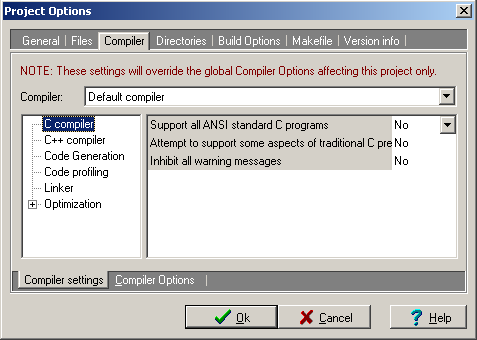 Project Options
General Files Compiler Directories Build Options Makefile Version info
NOTE: These settings will override the global Compiler Options affecting this project only.
Compiler: Default compiler
C compiler
C++ compiler
Code Generation
Code profiling
Linker
Optimization
Support all ANSI standard C programs No
Attempt to support some aspects of traditional C pre No
Inhibit all warning messages No
Compiler settings Compiler Options
Ok Cancel Help